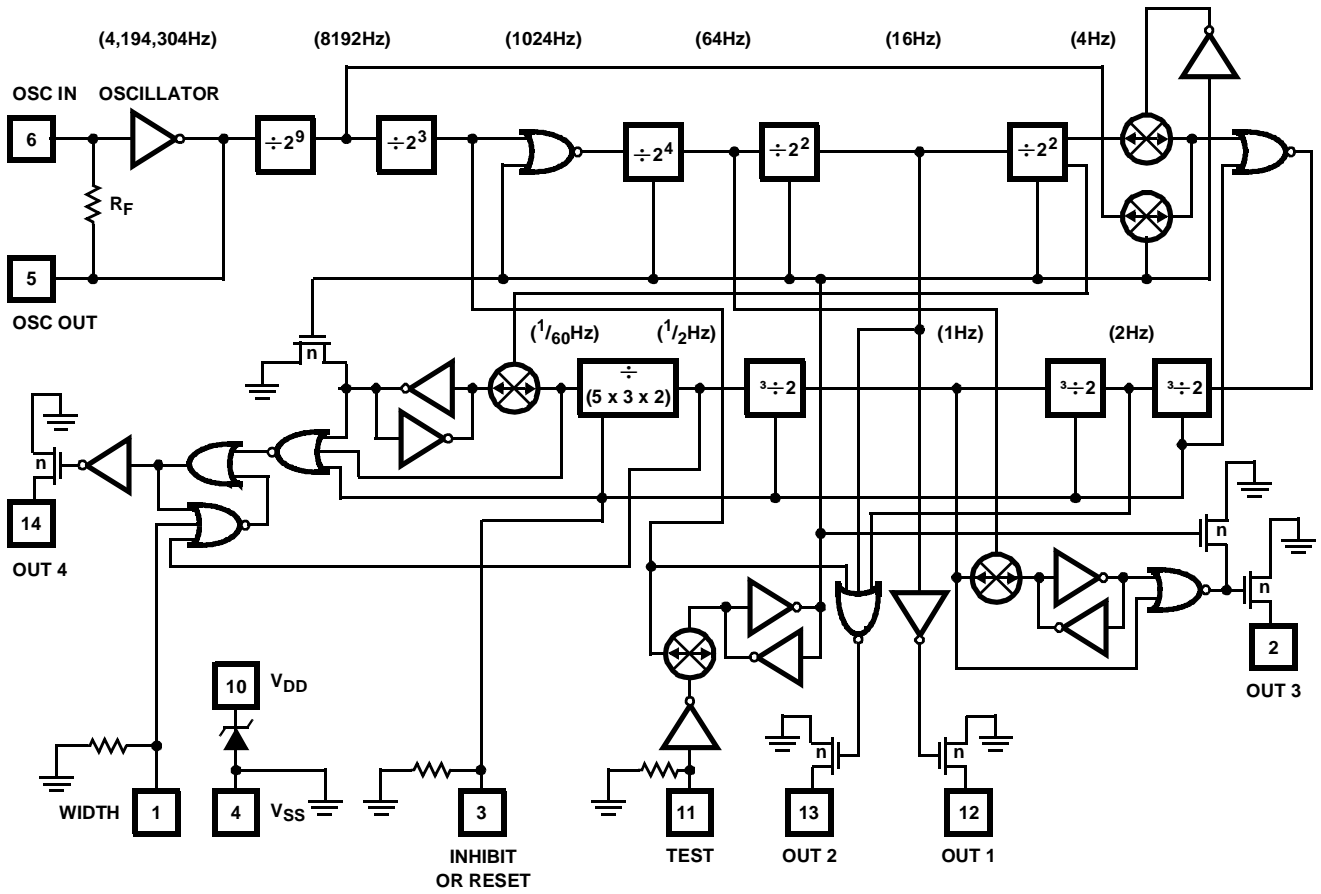 (4,194,304Hz) (8192Hz) (1024Hz) (64Hz) (16Hz) (4Hz)
OSC IN OSCILLATOR
6 ÷2⁹ ÷2³ ÷2⁴ ÷2² ÷2²
R_F
5
OSC OUT
(¹/₆₀Hz) (¹/₂Hz) (1Hz) (2Hz)
n
÷
(5 x 3 x 2) ³÷2 ³÷2 ³÷2
n
14
OUT 4
n
n
2
OUT 3
10 V_DD
n n
WIDTH 1 4 V_SS 3 11 13 12
INHIBIT
OR RESET
TEST OUT 2 OUT 1